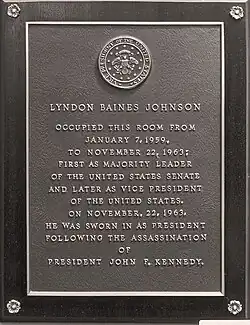 LYNDON BAINES JOHNSON
OCCUPIED THIS ROOM FROM
JANUARY 7, 1959,
TO NOVEMBER 22, 1963;
FIRST AS MAJORITY LEADER
OF THE UNITED STATES SENATE
AND LATER AS VICE PRESIDENT
OF THE UNITED STATES.
ON NOVEMBER, 22, 1963,
HE WAS SWORN IN AS PRESIDENT
FOLLOWING THE ASSASSINATION
OF
PRESIDENT JOHN F. KENNEDY.